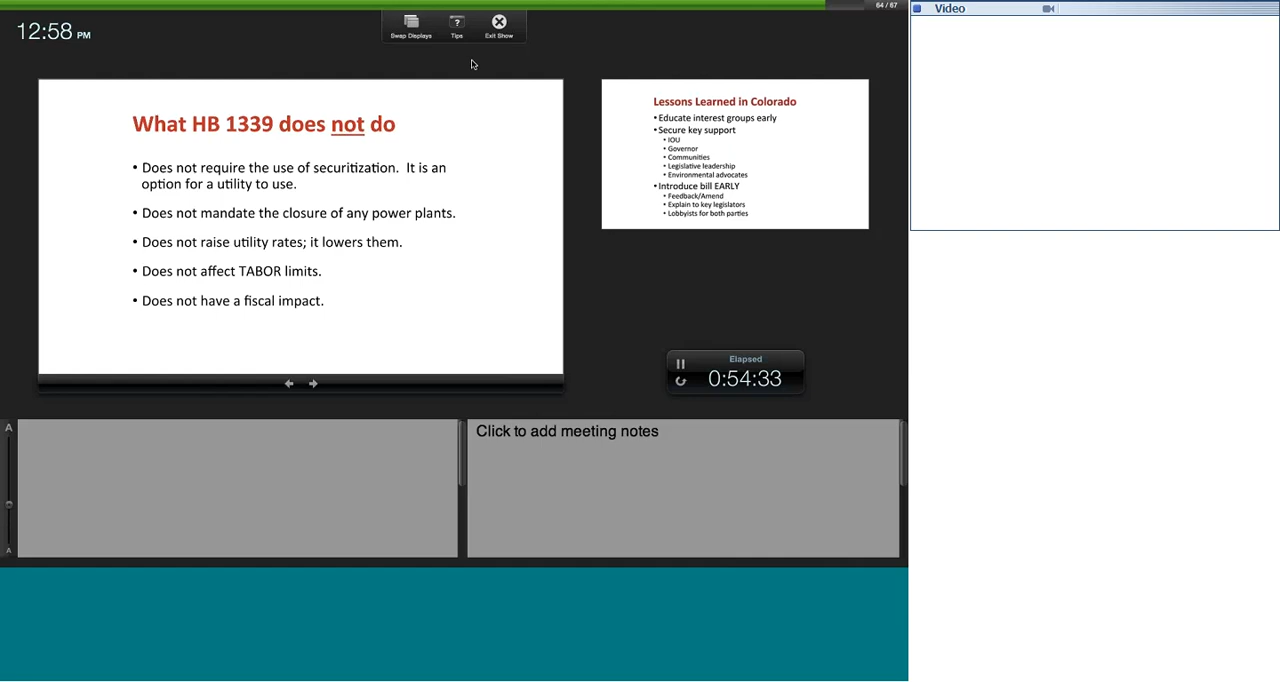 64 / 67
Video
12:58 PM
Swap Displays
Tips
Exit Show
What HB 1339 does not do
• Does not require the use of securitization.  It is an
option for a utility to use.
• Does not mandate the closure of any power plants.
• Does not raise utility rates; it lowers them.
• Does not affect TABOR limits.
• Does not have a fiscal impact.
Lessons Learned in Colorado
• Educate interest groups early
• Secure key support
• IOU
• Governor
• Communities
• Legislative leadership
• Environmental advocates
• Introduce bill EARLY
• Feedback/Amend
• Explain to key legislators
• Lobbyists for both parties
Elapsed
0:54:33
A
A
Click to add meeting notes